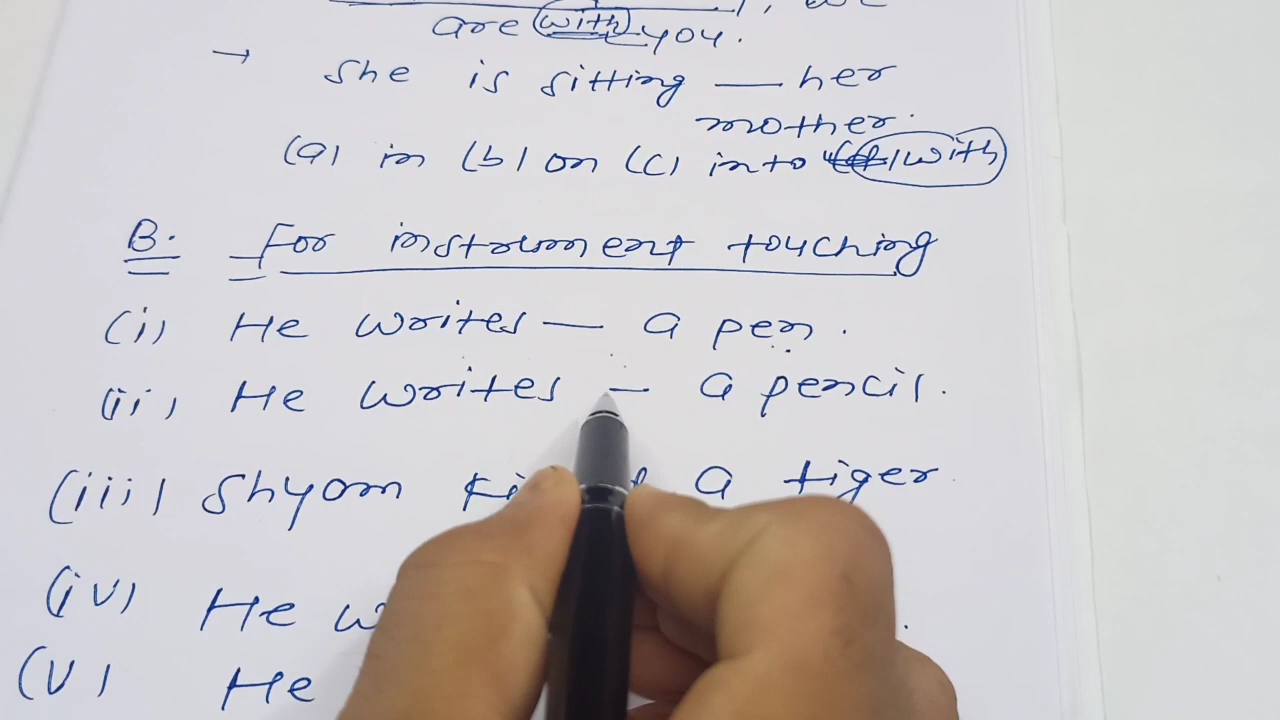 are with you.
→ She is sitting — her
mother.
(a) in (b) on (c) into with
B. For instrument touching
(i) He writes — a pen.
(ii) He writes — a pencil.
(iii) Shyam a tiger
(iv) He
(v) He